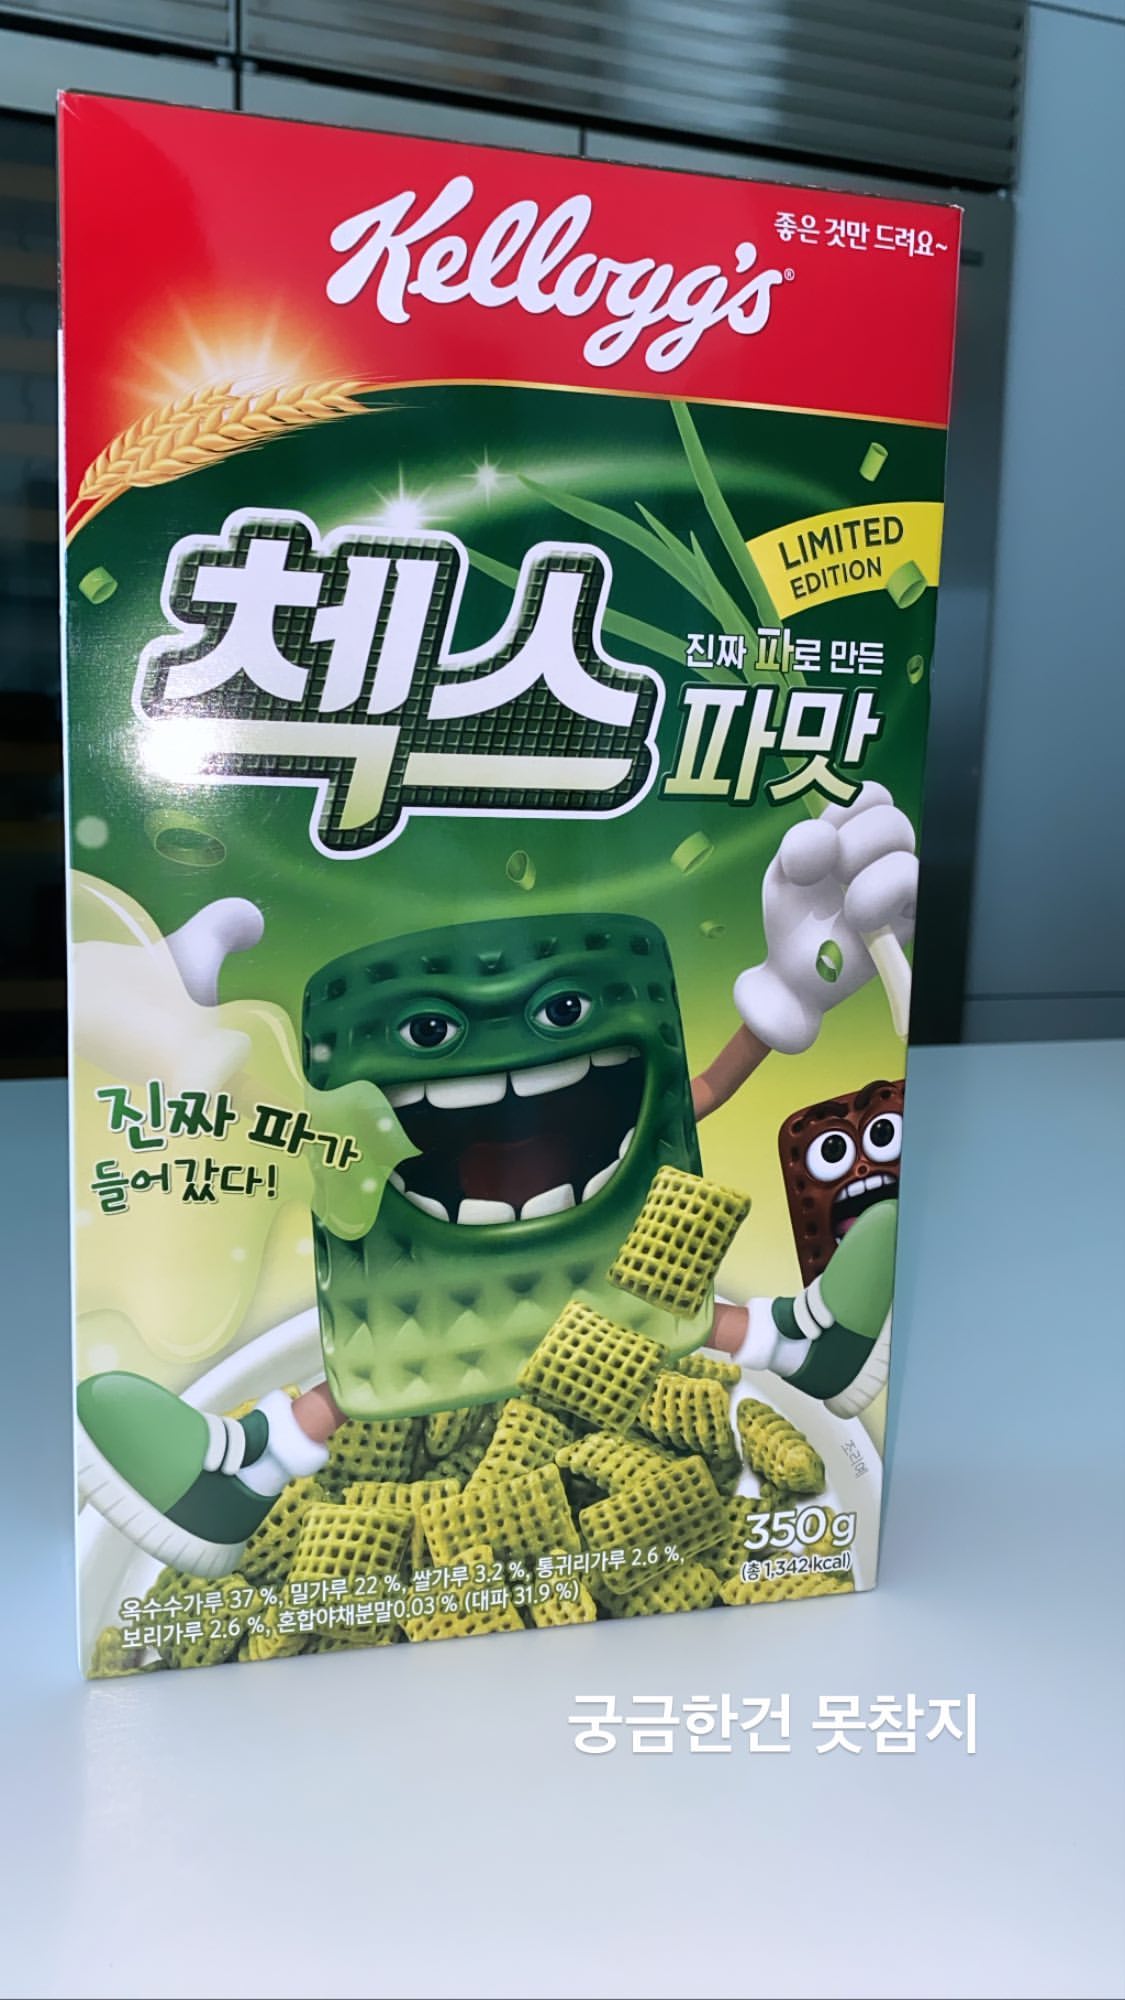 좋은 것만 드려요~
Kellogg's®
LIMITED
EDITION
첵스
진짜 파로 만든
파맛
진짜 파가
들어갔다!
조리예
350 g
(총 1,342 kcal)
옥수수가루 37 %, 밀가루 22 %, 쌀가루 3.2 %, 통귀리가루 2.6 %,
보리가루 2.6 %, 혼합야채분말0.03 % (대파 31.9 %)
궁금한건 못참지